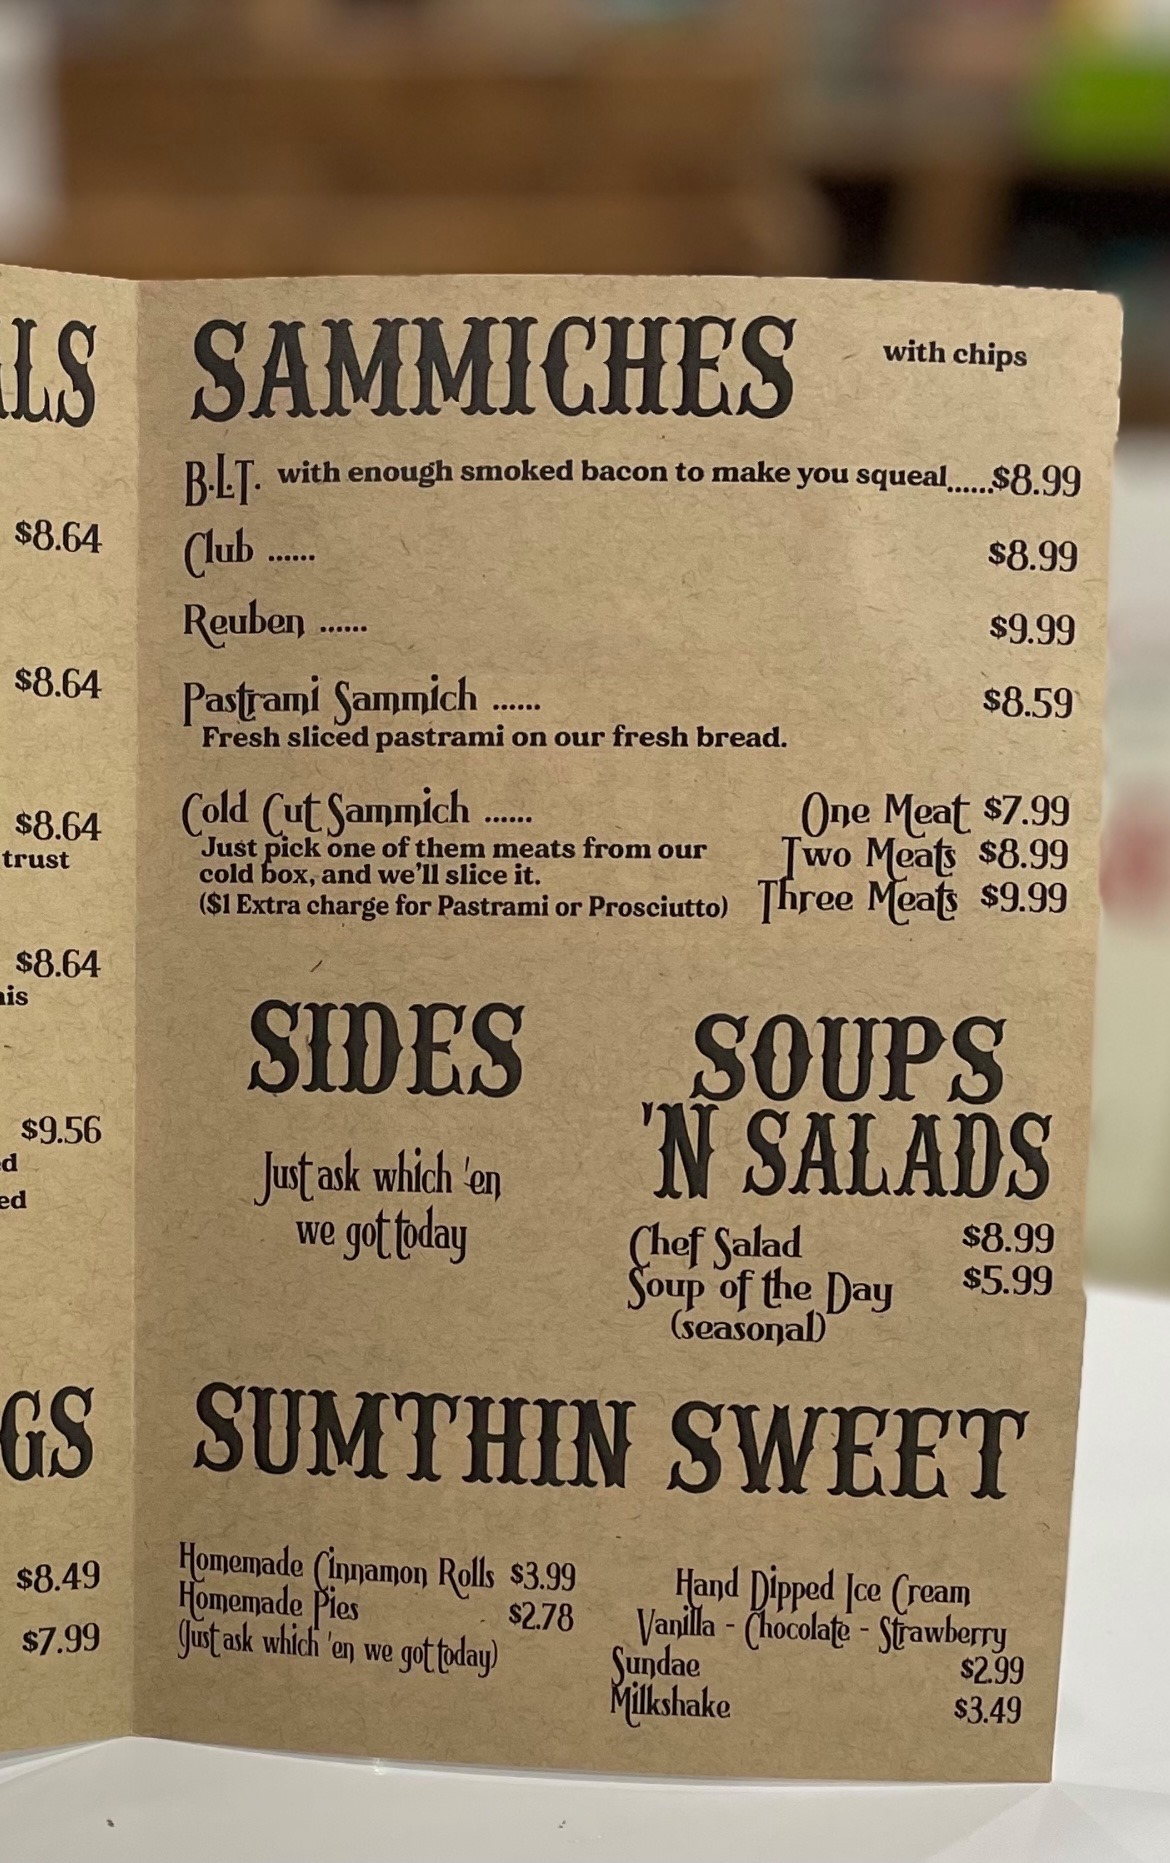 ALS
$8.64
$8.64
$8.64
trust
$8.64
$9.56
ed
GS
$8.49
$7.99
SAMMICHES with chips
B.L.T. with enough smoked bacon to make you squeal......$8.99
Club ...... $8.99
Reuben ...... $9.99
Pastrami Sammich ...... $8.59
Fresh sliced pastrami on our fresh bread.
Cold Cut Sammich ...... One Meat $7.99
Just pick one of them meats from our
Two Meats $8.99
cold box, and we'll slice it.
($1 Extra charge for Pastrami or Prosciutto) Three Meats $9.99
SIDES
Just ask which 'en
we got today
SOUPS
'N SALADS
Chef Salad $8.99
Soup of the Day $5.99
(seasonal)
SUMTHIN SWEET
Homemade Cinnamon Rolls $3.99
Homemade Pies $2.78
(Just ask which 'en we got today)
Hand Dipped Ice Cream
Vanilla - Chocolate - Strawberry
Sundae $2.99
Milkshake $3.49